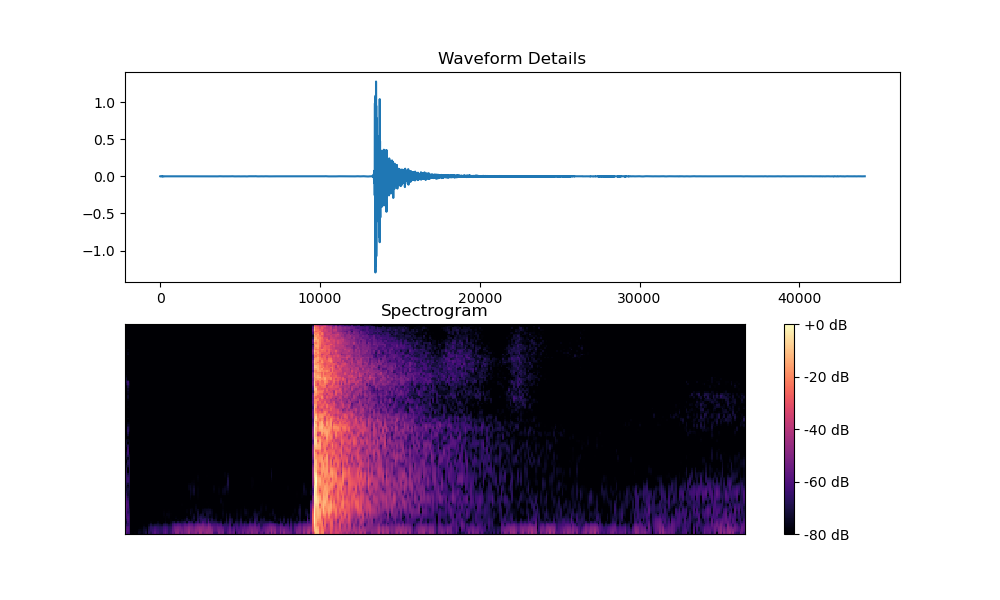 Waveform Details
1.0
0.5
0.0
−0.5
−1.0
0 10000 20000 30000 40000
Spectrogram
+0 dB
-20 dB
-40 dB
-60 dB
-80 dB